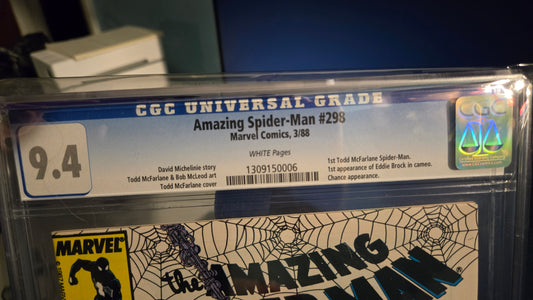 CGC UNIVERSAL GRADE
Amazing Spider-Man #298
Marvel Comics, 3/88
9.4
WHITE Pages
David Michelinie story
Todd McFarlane & Bob McLeod art
Todd McFarlane cover
1309150006
1st Todd McFarlane Spider-Man.
1st appearance of Eddie Brock in cameo.
Chance appearance.
CGC
MARVEL
the AMAZING